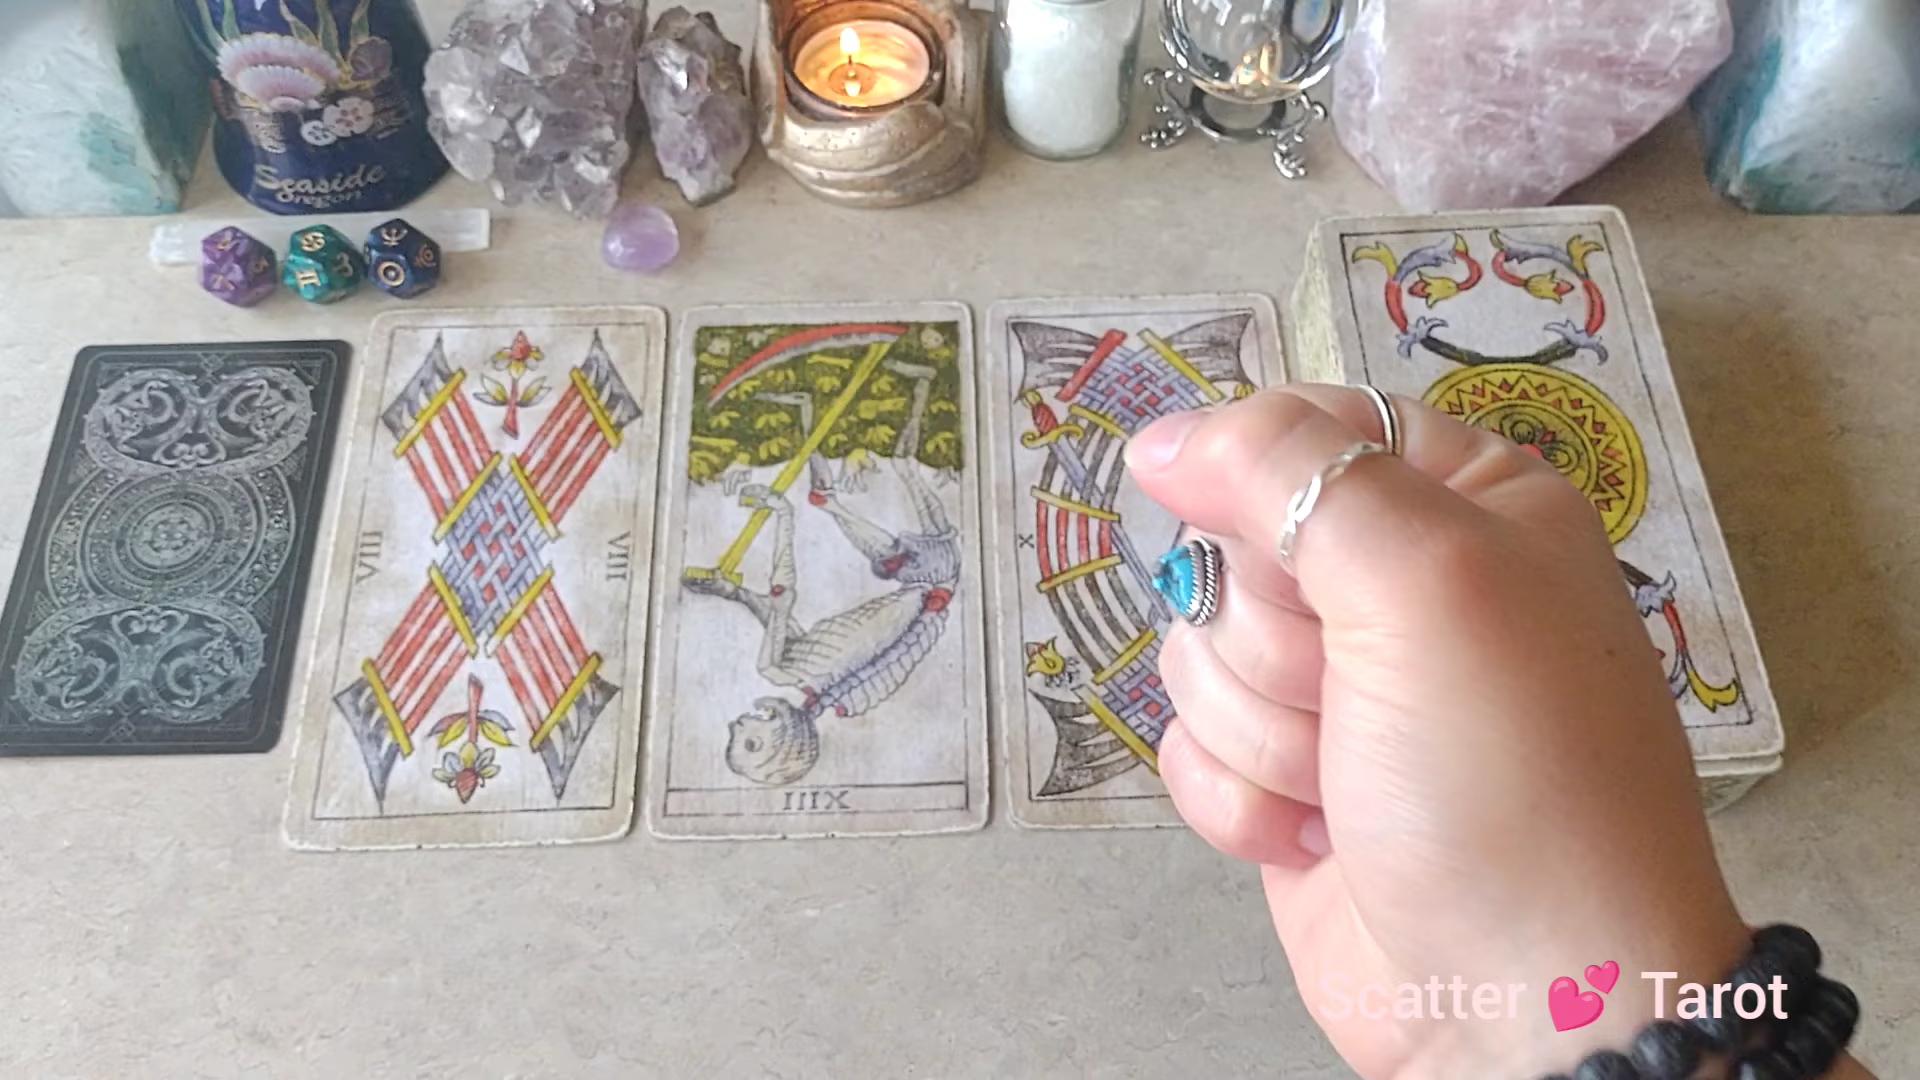 Seaside
Oregon
VIII
VIII
XIII
X
Scatter 💕 Tarot